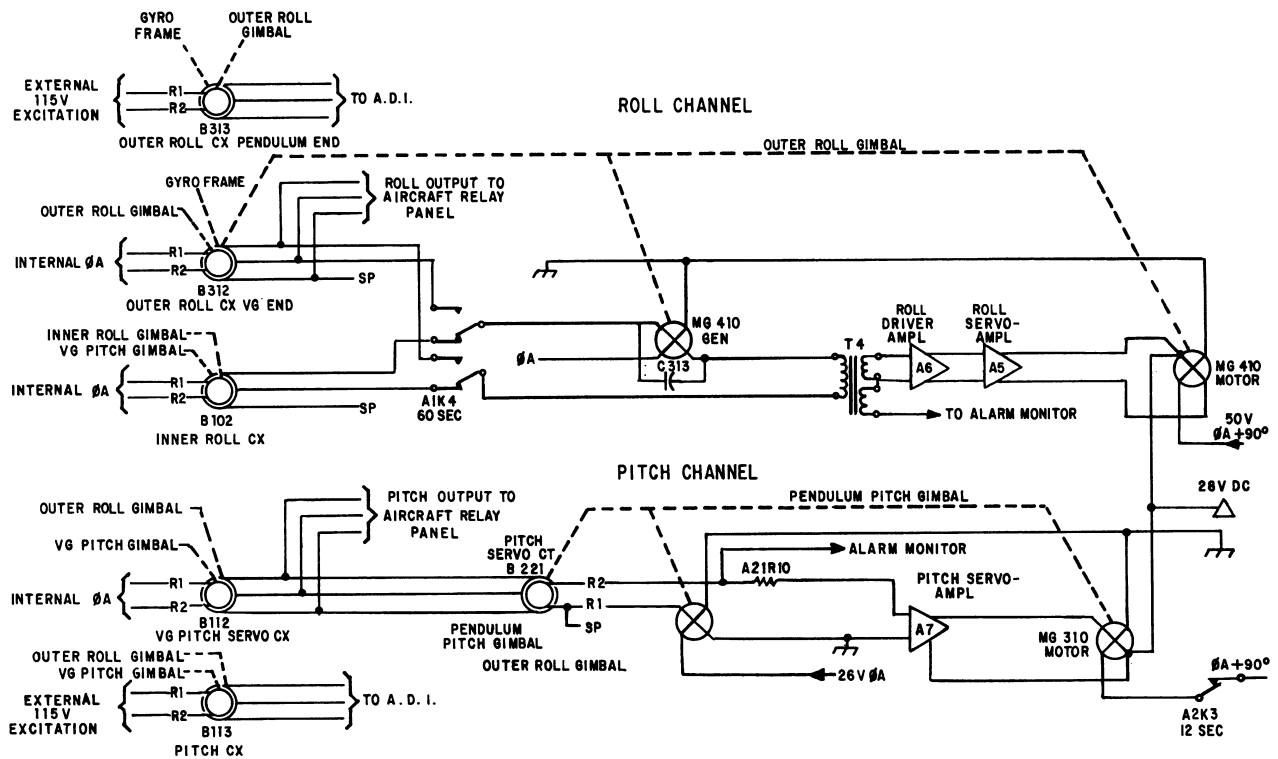 GYRO
FRAME
OUTER ROLL
GIMBAL
EXTERNAL
115V
EXCITATION
R1
R2
TO A.D.I.
B313
OUTER ROLL CX PENDULUM END
ROLL CHANNEL
OUTER ROLL GIMBAL
GYRO FRAME
OUTER ROLL GIMBAL
ROLL OUTPUT TO
AIRCRAFT RELAY
PANEL
INTERNAL ØA
R1
R2
SP
B312
OUTER ROLL CX VG END
INNER ROLL GIMBAL
VG PITCH GIMBAL
INTERNAL ØA
R1
R2
SP
B102
INNER ROLL CX
A1K4
60 SEC
MG 410
GEN
ØA
C313
T4
ROLL
DRIVER
AMPL
A6
ROLL
SERVO-
AMPL
A5
TO ALARM MONITOR
MG 410
MOTOR
50V
ØA+90°
PITCH CHANNEL
PENDULUM PITCH GIMBAL
28V DC
OUTER ROLL GIMBAL
VG PITCH GIMBAL
PITCH OUTPUT TO
AIRCRAFT RELAY
PANEL
INTERNAL ØA
R1
R2
B112
VG PITCH SERVO CX
PITCH
SERVO CT
B 221
R2
R1
SP
PENDULUM
PITCH GIMBAL
OUTER ROLL GIMBAL
ALARM MONITOR
A21R10
PITCH SERVO-
AMPL
A7
26V ØA
MG 310
MOTOR
ØA+90°
A2K3
12 SEC
OUTER ROLL GIMBAL
VG PITCH GIMBAL
EXTERNAL
115V
EXCITATION
R1
R2
TO A.D.I.
B113
PITCH CX